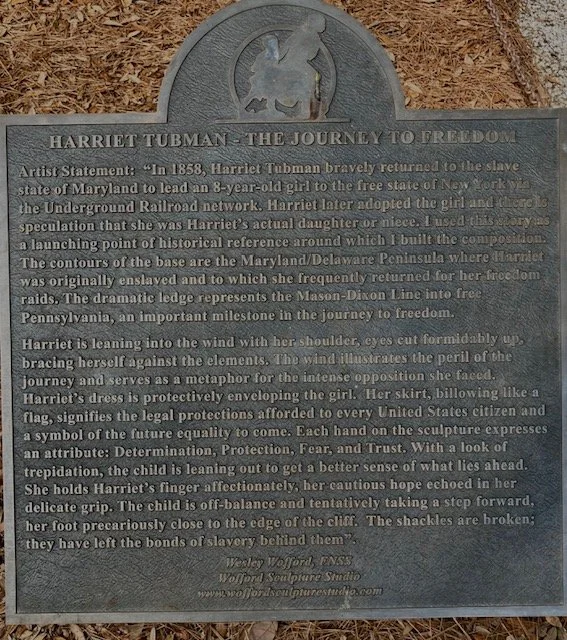 HARRIET TUBMAN - THE JOURNEY TO FREEDOM
Artist Statement: "In 1858, Harriet Tubman bravely returned to the slave
state of Maryland to lead an 8-year-old girl to the free state of New York via
the Underground Railroad network. Harriet later adopted the girl and there is
speculation that she was Harriet's actual daughter or niece. I used this story as
a launching point of historical reference around which I built the composition.
The contours of the base are the Maryland/Delaware Peninsula where Harriet
was originally enslaved and to which she frequently returned for her freedom
raids. The dramatic ledge represents the Mason-Dixon Line into free
Pennsylvania, an important milestone in the journey to freedom.
Harriet is leaning into the wind with her shoulder, eyes cut formidably up,
bracing herself against the elements. The wind illustrates the peril of the
journey and serves as a metaphor for the intense opposition she faced.
Harriet's dress is protectively enveloping the girl. Her skirt, billowing like a
flag, signifies the legal protections afforded to every United States citizen and
a symbol of the future equality to come. Each hand on the sculpture expresses
an attribute: Determination, Protection, Fear, and Trust. With a look of
trepidation, the child is leaning out to get a better sense of what lies ahead.
She holds Harriet's finger affectionately, her cautious hope echoed in her
delicate grip. The child is off-balance and tentatively taking a step forward,
her foot precariously close to the edge of the cliff. The shackles are broken;
they have left the bonds of slavery behind them".
Wesley Wofford, FNSS
Wofford Sculpture Studio
www.woffordsculpturestudio.com